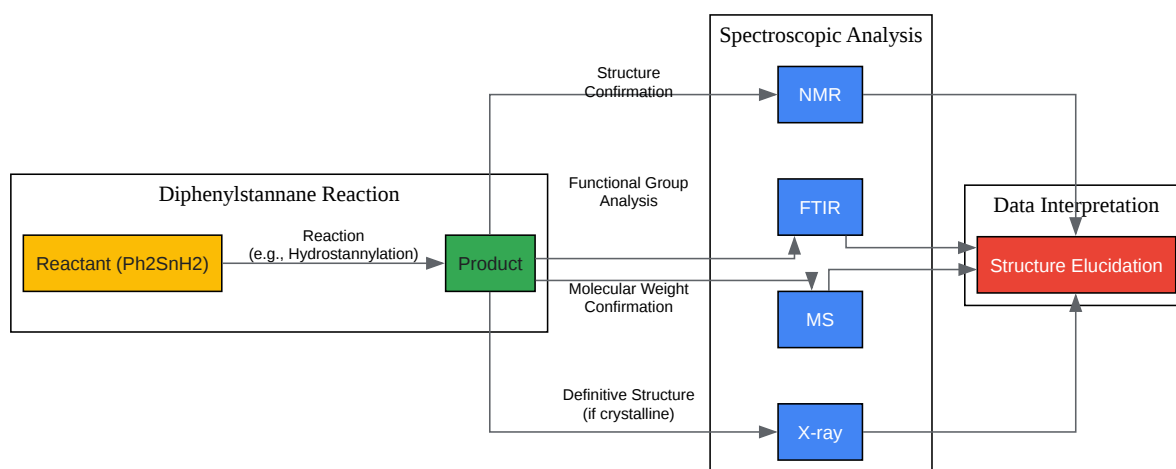 Spectroscopic Analysis
Structure
Confirmation
NMR
Diphenylstannane Reaction
Functional Group
Analysis
FTIR
Data Interpretation
Reactant (Ph2SnH2)
Reaction
(e.g., Hydrostannylation)
Product
Structure Elucidation
Molecular Weight
Confirmation
MS
Definitive Structure
(if crystalline)
X-ray